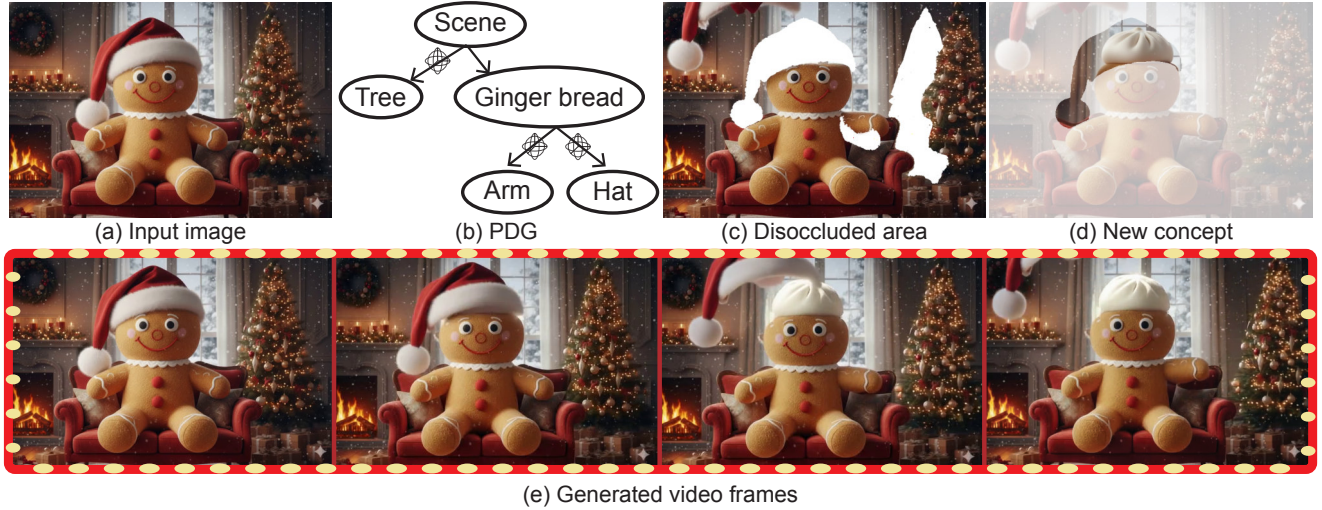 Scene
Tree
Ginger bread
Arm
Hat
(a) Input image
(b) PDG
(c) Disoccluded area
(d) New concept
(e) Generated video frames